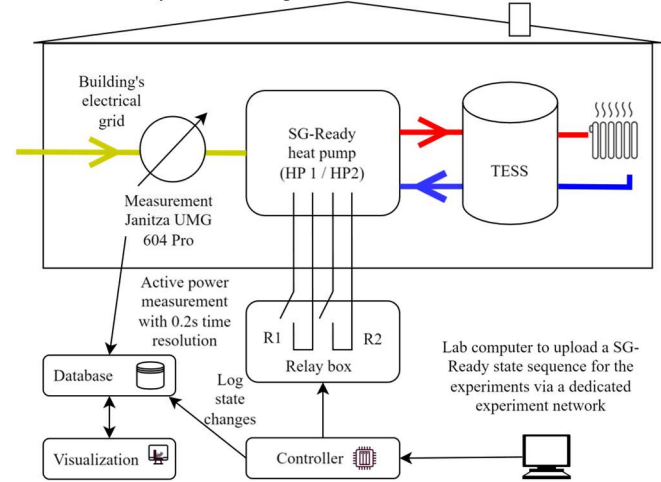 Building's
electrical
grid
SG-Ready
heat pump
(HP 1 / HP2)
TESS
Measurement
Janitza UMG
604 Pro
Active power
measurement
with 0.2s time
resolution
R1
R2
Relay box
Lab computer to upload a SG-
Ready state sequence for the
experiments via a dedicated
experiment network
Database
Log
state
changes
Visualization
Controller